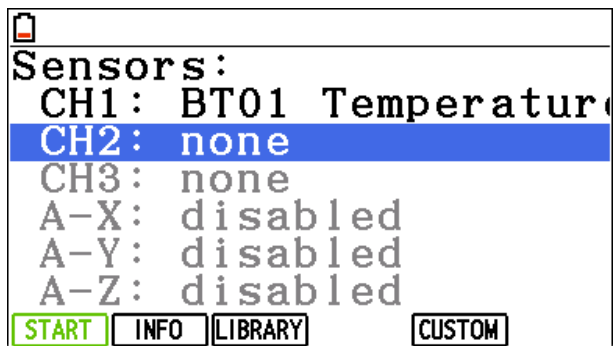 Sensors:
CH1: BT01 Temperatur
CH2: none
CH3: none
A-X: disabled
A-Y: disabled
A-Z: disabled
START INFO LIBRARY CUSTOM